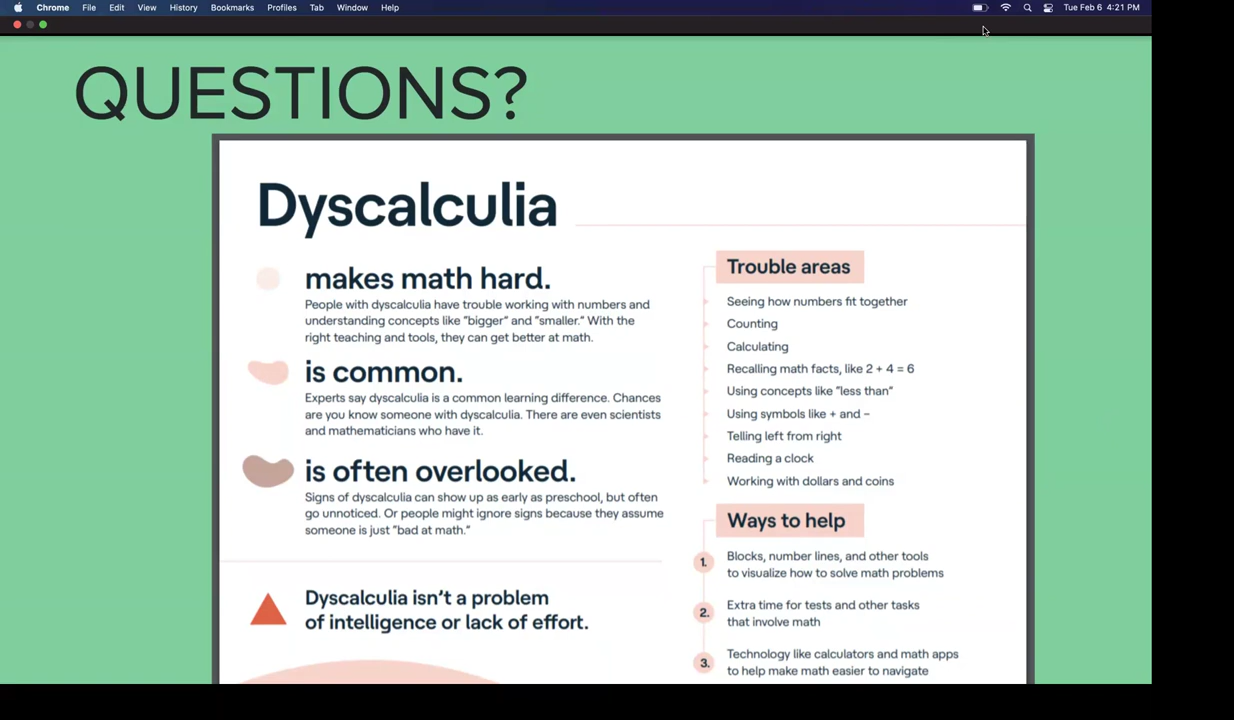 Chrome File Edit View History Bookmarks Profiles Tab Window Help Tue Feb 6 4:21 PM
QUESTIONS?
Dyscalculia
makes math hard.
People with dyscalculia have trouble working with numbers and
understanding concepts like "bigger" and "smaller." With the
right teaching and tools, they can get better at math.
is common.
Experts say dyscalculia is a common learning difference. Chances
are you know someone with dyscalculia. There are even scientists
and mathematicians who have it.
is often overlooked.
Signs of dyscalculia can show up as early as preschool, but often
go unnoticed. Or people might ignore signs because they assume
someone is just "bad at math."
Dyscalculia isn't a problem
of intelligence or lack of effort.
Trouble areas
Seeing how numbers fit together
Counting
Calculating
Recalling math facts, like 2 + 4 = 6
Using concepts like "less than"
Using symbols like + and –
Telling left from right
Reading a clock
Working with dollars and coins
Ways to help
1. Blocks, number lines, and other tools
to visualize how to solve math problems
2. Extra time for tests and other tasks
that involve math
3. Technology like calculators and math apps
to help make math easier to navigate